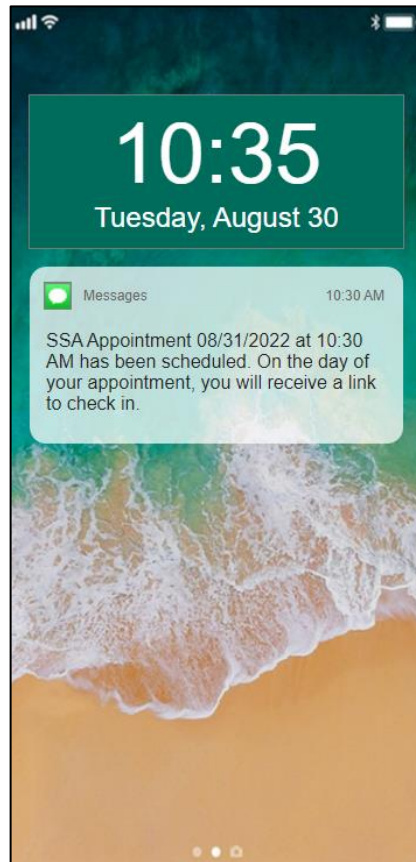 10:35
Tuesday, August 30
Messages 10:30 AM
SSA Appointment 08/31/2022 at 10:30
AM has been scheduled. On the day of
your appointment, you will receive a link
to check in.